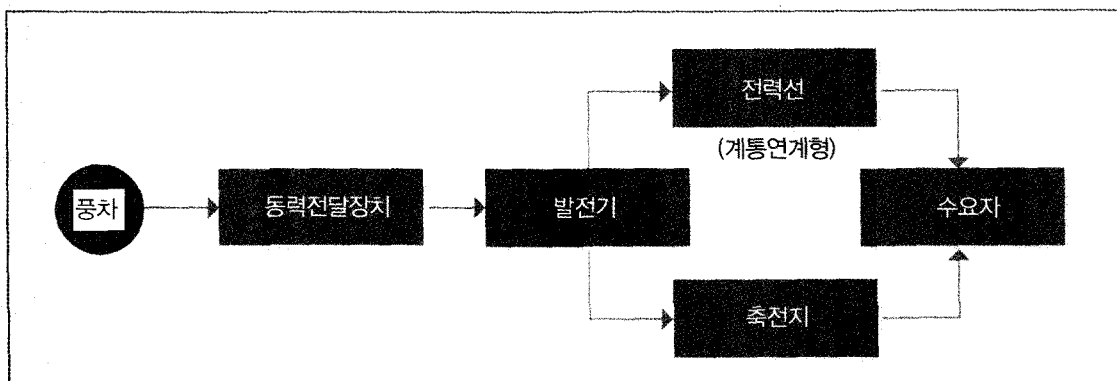 풍차
동력전달장치
발전기
전력선
(계통연계형)
축전지
수요자